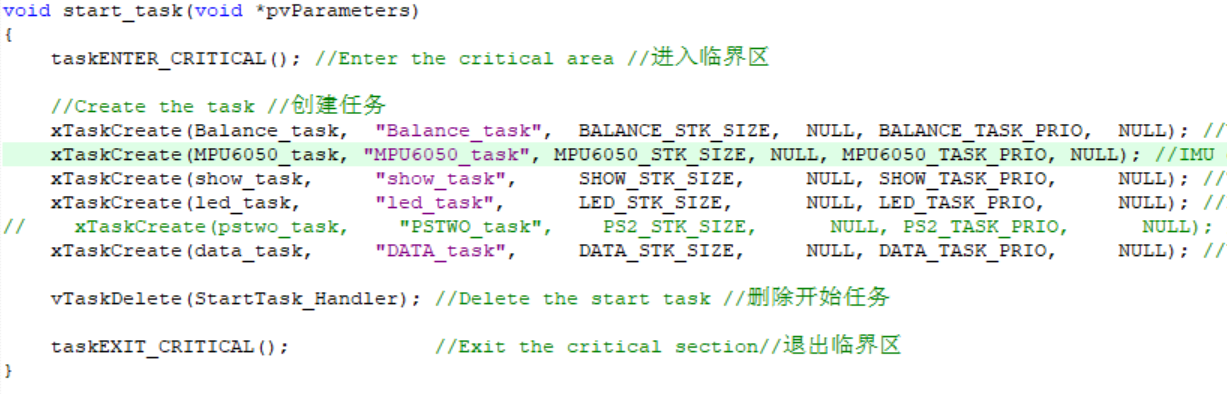 void start_task(void *pvParameters)
{
    taskENTER_CRITICAL(); //Enter the critical area //进入临界区
    //Create the task //创建任务
    xTaskCreate(Balance_task,  "Balance_task",  BALANCE_STK_SIZE,  NULL, BALANCE_TASK_PRIO,  NULL); //
    xTaskCreate(MPU6050_task, "MPU6050_task", MPU6050_STK_SIZE, NULL, MPU6050_TASK_PRIO, NULL); //IMU
    xTaskCreate(show_task,     "show_task",     SHOW_STK_SIZE,     NULL, SHOW_TASK_PRIO,     NULL); //
    xTaskCreate(led_task,      "led_task",      LED_STK_SIZE,      NULL, LED_TASK_PRIO,      NULL); //
//    xTaskCreate(pstwo_task,    "PSTWO_task",    PS2_STK_SIZE,      NULL, PS2_TASK_PRIO,      NULL);
    xTaskCreate(data_task,     "DATA_task",     DATA_STK_SIZE,     NULL, DATA_TASK_PRIO,     NULL); //
    vTaskDelete(StartTask_Handler); //Delete the start task //删除开始任务
    taskEXIT_CRITICAL();            //Exit the critical section//退出临界区
}